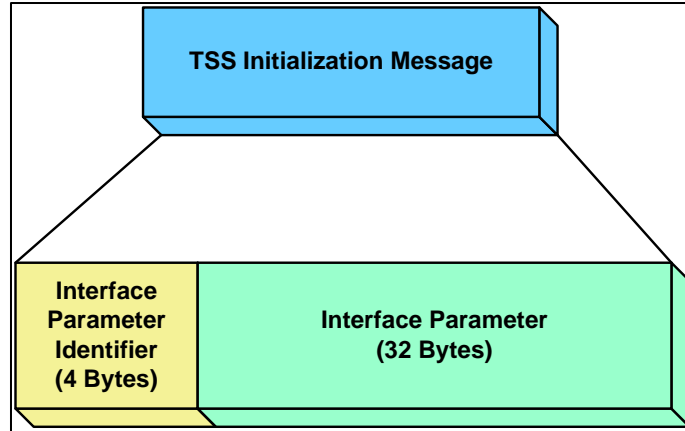 TSS Initialization Message
Interface
Parameter
Identifier
(4 Bytes)
Interface Parameter
(32 Bytes)